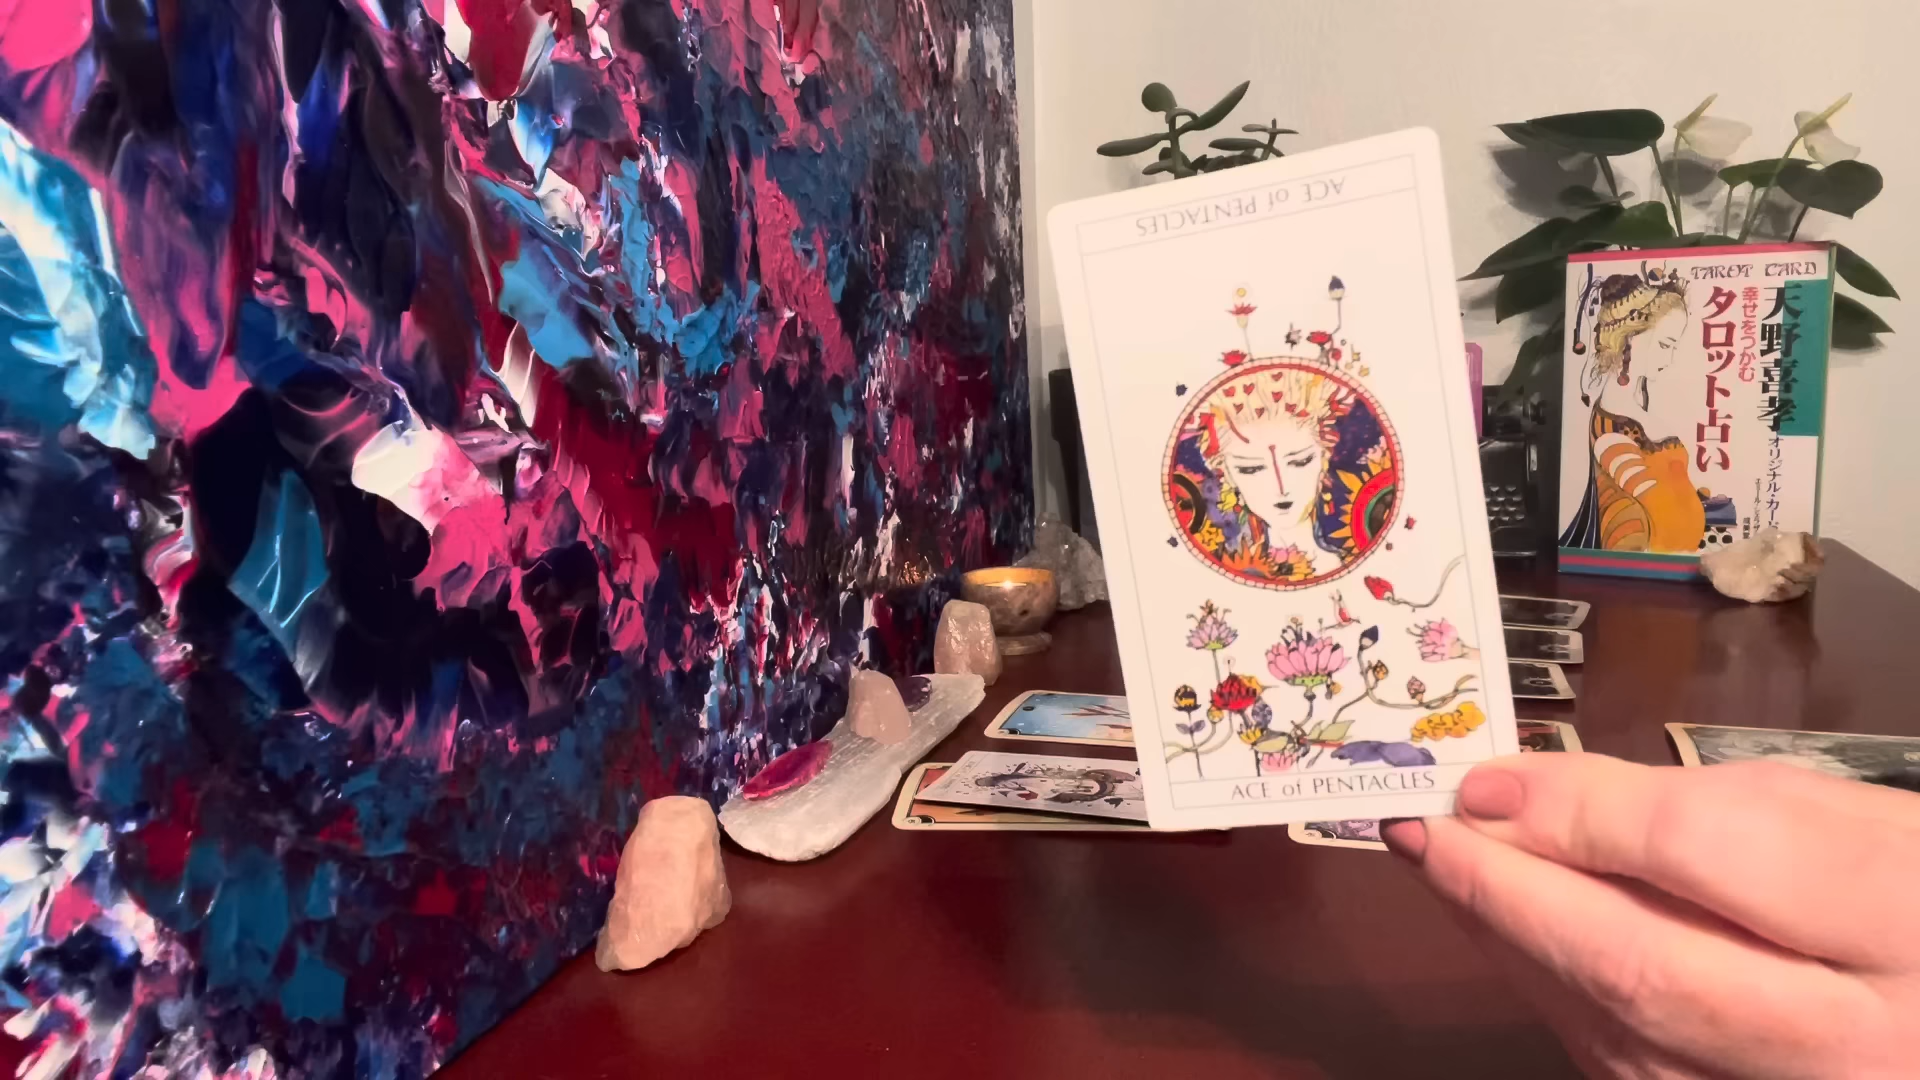 ACE of PENTACLES
ACE of PENTACLES
TAROT CARD
天野喜孝
幸せをつかむ
タロット占い
オリジナル・カード